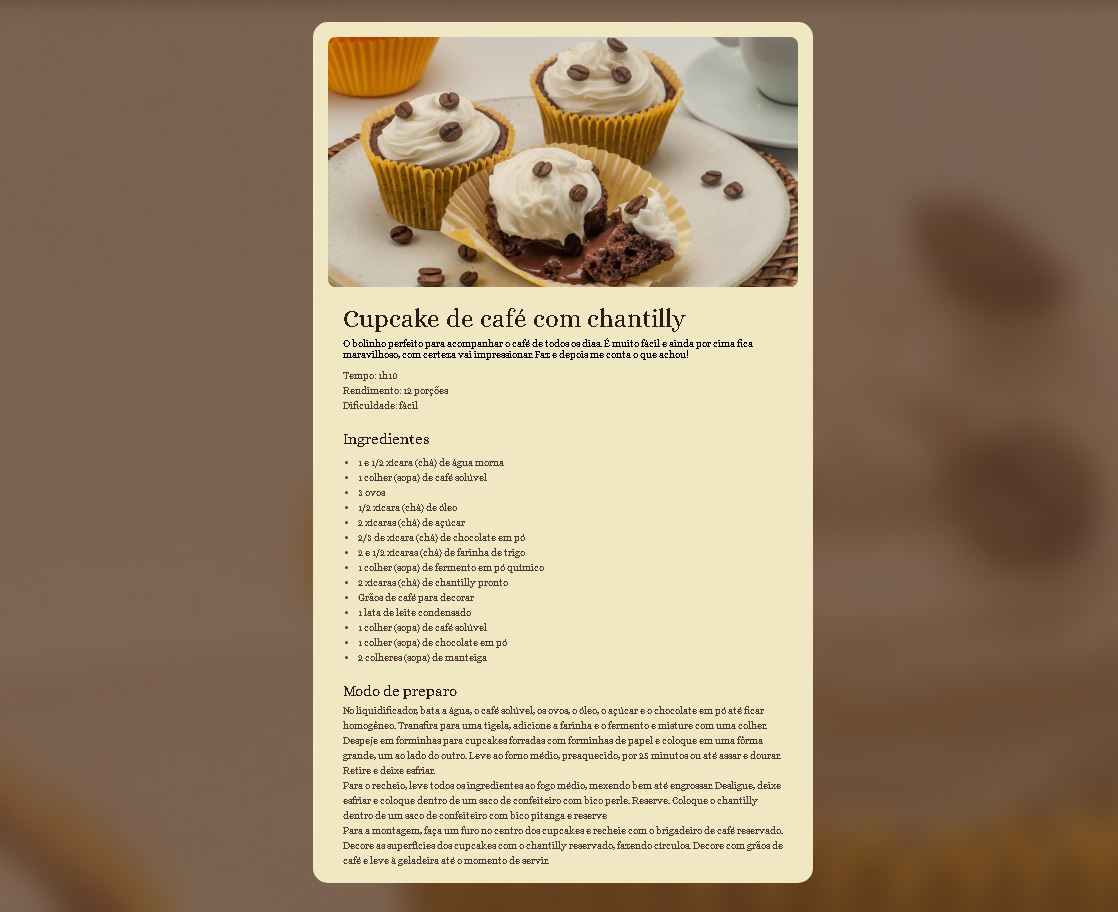 Cupcake de café com chantilly
O bolinho perfeito para acompanhar o café de todos os dias. É muito fácil e ainda por cima fica
maravilhoso, com certeza vai impressionar. Faz e depois me conta o que achou!
Tempo: 1h10
Rendimento: 12 porções
Dificuldade: fácil
Ingredientes
• 1 e 1/2 xícara (chá) de água morna
• 1 colher (sopa) de café solúvel
• 3 ovos
• 1/2 xícara (chá) de óleo
• 2 xícaras (chá) de açúcar
• 2/3 de xícara (chá) de chocolate em pó
• 2 e 1/2 xícaras (chá) de farinha de trigo
• 1 colher (sopa) de fermento em pó químico
• 2 xícaras (chá) de chantilly pronto
• Grãos de café para decorar
• 1 lata de leite condensado
• 1 colher (sopa) de café solúvel
• 1 colher (sopa) de chocolate em pó
• 2 colheres (sopa) de manteiga
Modo de preparo
No liquidificador, bata a água, o café solúvel, os ovos, o óleo, o açúcar e o chocolate em pó até ficar
homogêneo. Transfira para uma tigela, adicione a farinha e o fermento e misture com uma colher.
Despeje em forminhas para cupcakes forradas com forminhas de papel e coloque em uma fôrma
grande, um ao lado do outro. Leve ao forno médio, preaquecido, por 25 minutos ou até assar e dourar.
Retire e deixe esfriar.
Para o recheio, leve todos os ingredientes ao fogo médio, mexendo bem até engrossar. Desligue, deixe
esfriar e coloque dentro de um saco de confeiteiro com bico perle. Reserve. Coloque o chantilly
dentro de um saco de confeiteiro com bico pitanga e reserve
Para a montagem, faça um furo no centro dos cupcakes e recheie com o brigadeiro de café reservado.
Decore as superfícies dos cupcakes com o chantilly reservado, fazendo círculos. Decore com grãos de
café e leve à geladeira até o momento de servir.